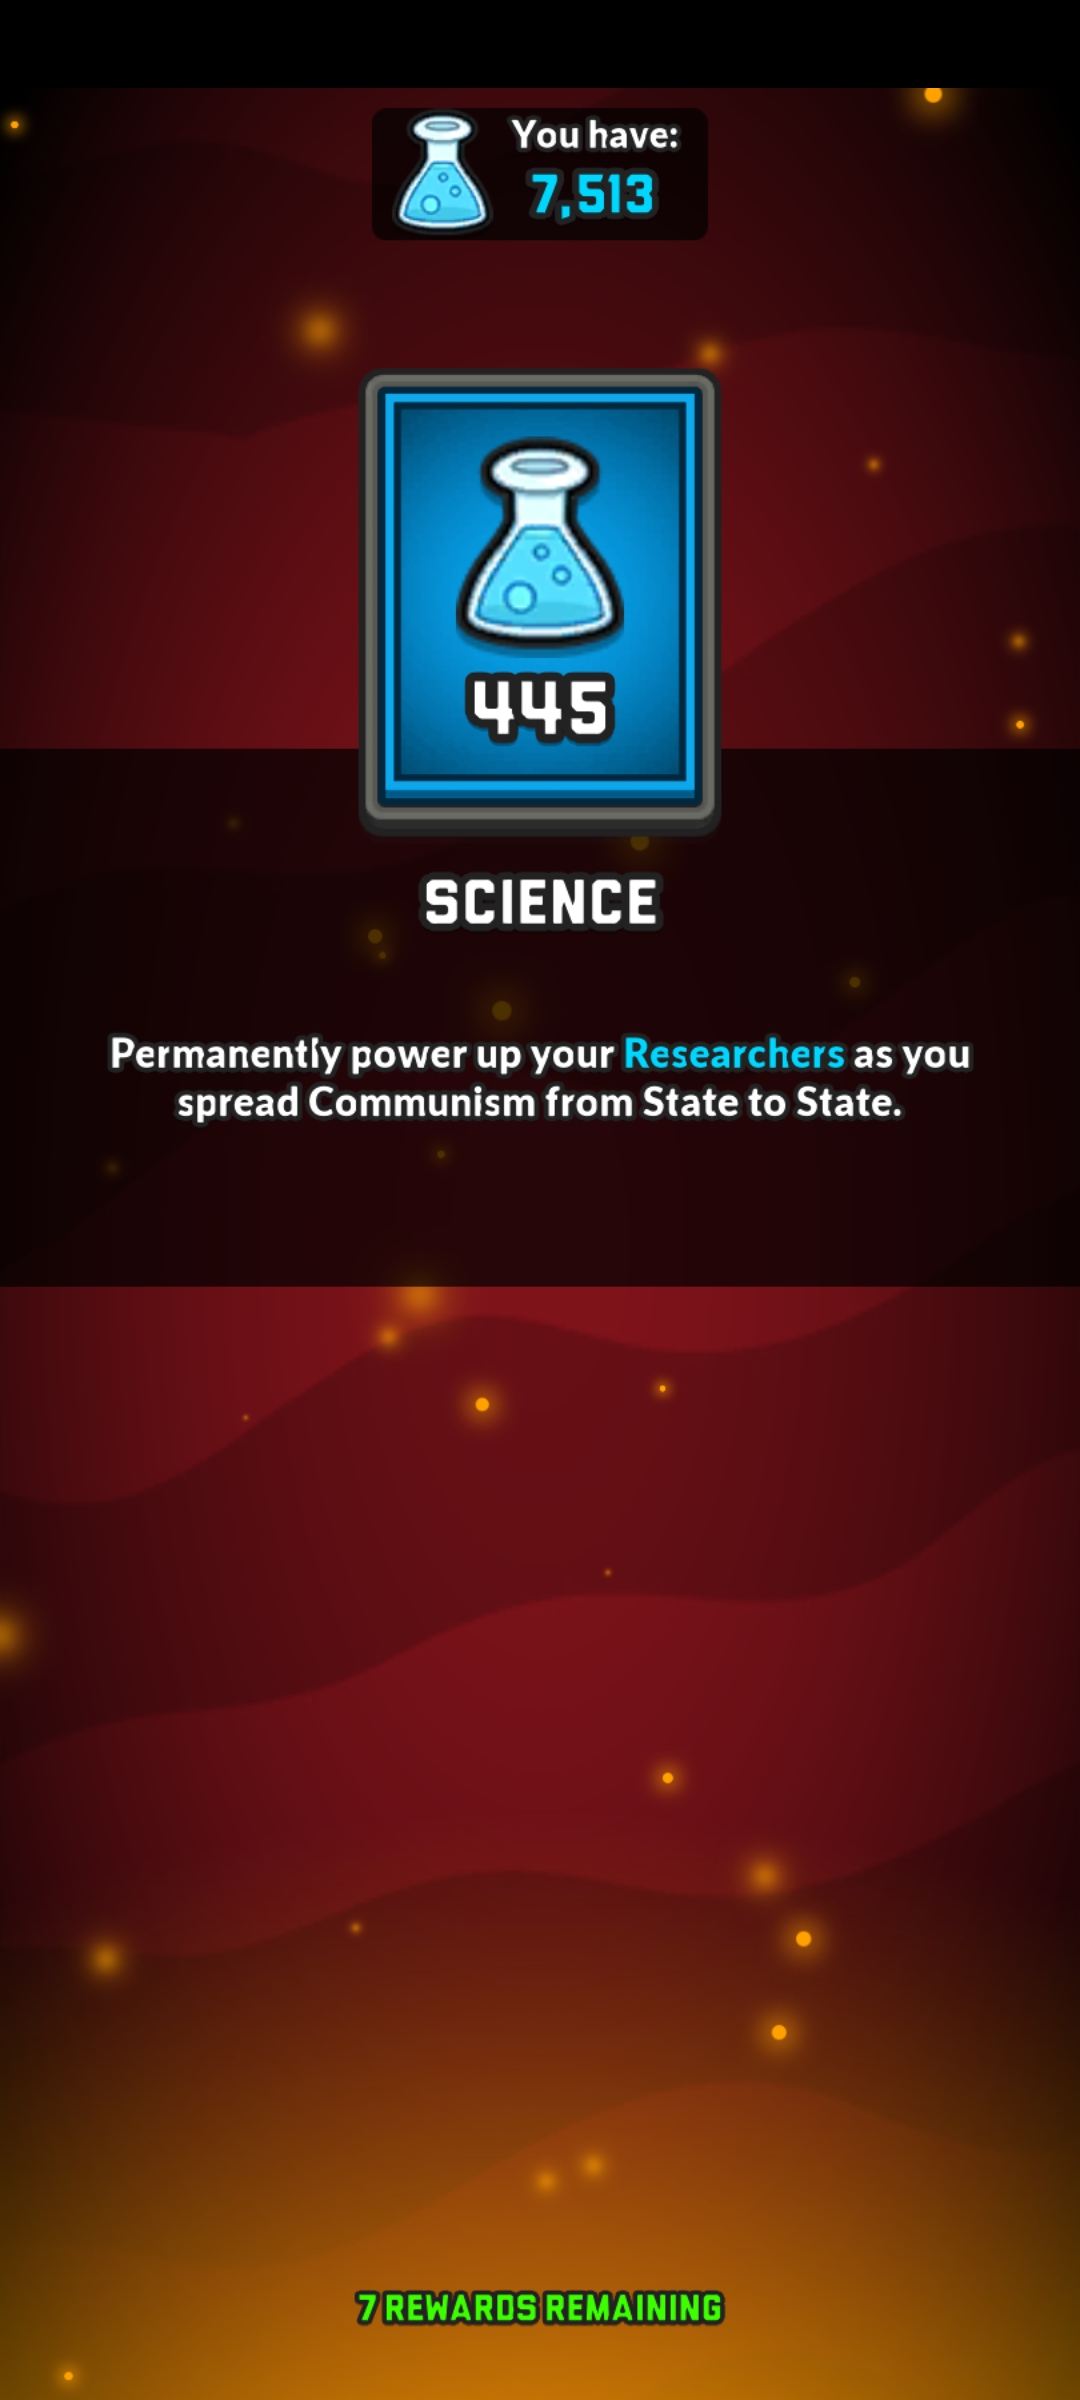 You have:
7,513
445
SCIENCE
Permanently power up your Researchers as you
spread Communism from State to State.
7 REWARDS REMAINING